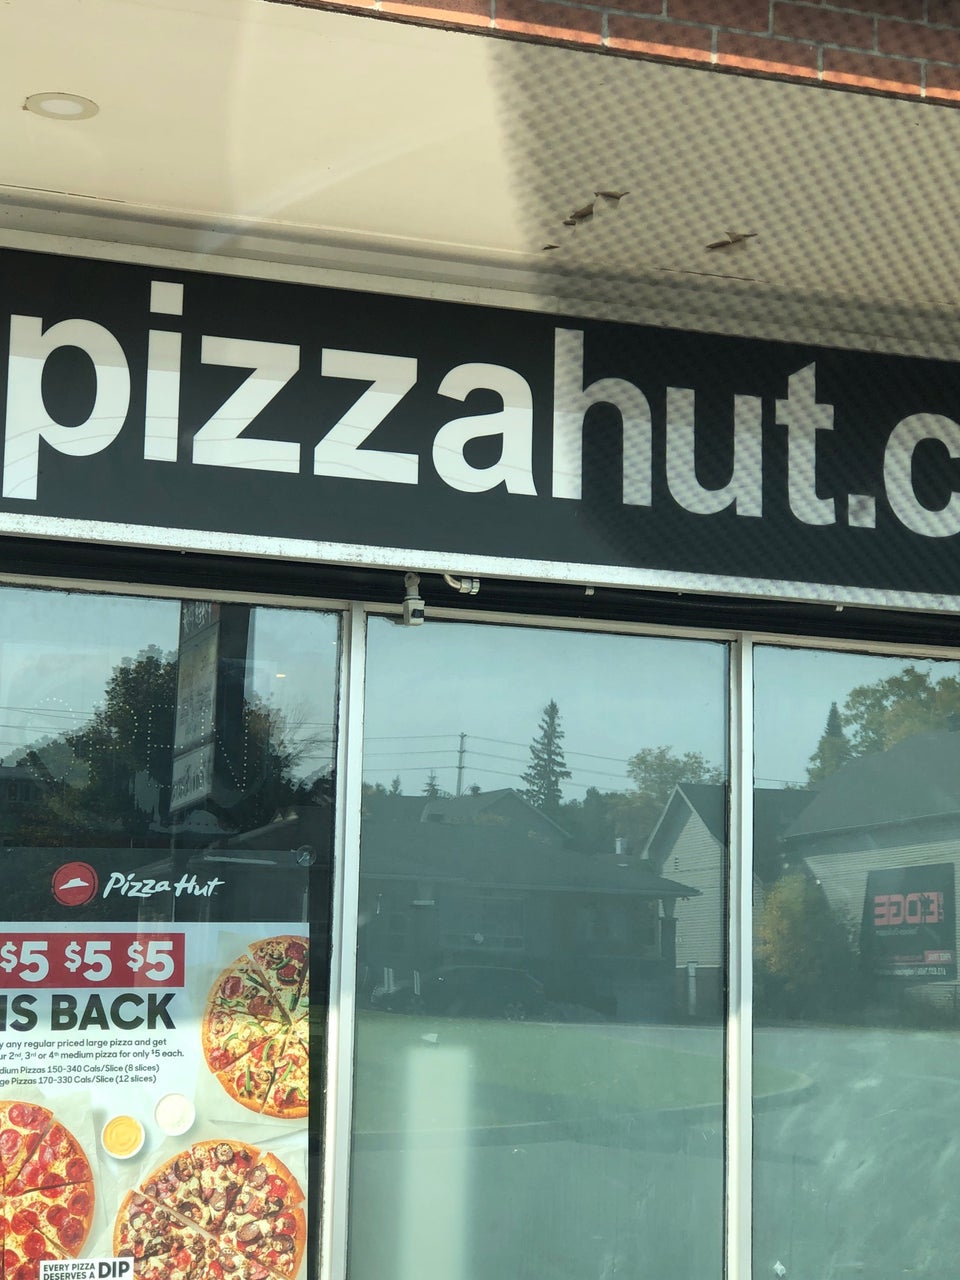 pizzahut.c
Pizza Hut
$5 $5 $5
IS BACK
y any regular priced large pizza and get
ur 2nd, 3rd or 4th medium pizza for only $5 each.
dium Pizzas 150-340 Cals/Slice (8 slices)
ge Pizzas 170-330 Cals/Slice (12 slices)
EVERY PIZZA
DESERVES A DIP
EDGE